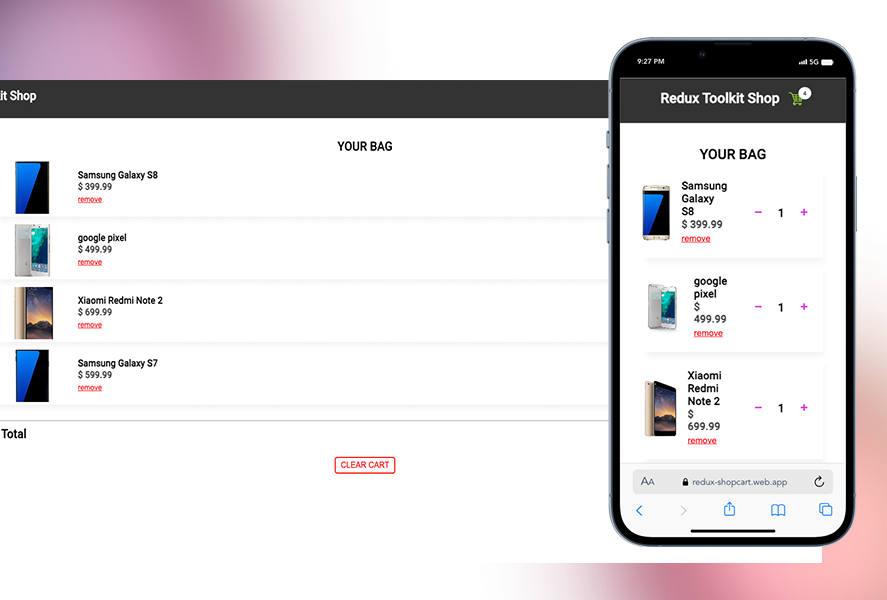 it Shop
YOUR BAG
Samsung Galaxy S8
$ 399.99
remove
google pixel
$ 499.99
remove
Xiaomi Redmi Note 2
$ 699.99
remove
Samsung Galaxy S7
$ 599.99
remove
Total
CLEAR CART
9:27 PM
5G
Redux Toolkit Shop
4
YOUR BAG
Samsung
Galaxy
S8
$ 399.99
remove
− 1 +
google
pixel
$
499.99
remove
− 1 +
Xiaomi
Redmi
Note 2
$
699.99
remove
− 1 +
AA
redux-shopcart.web.app